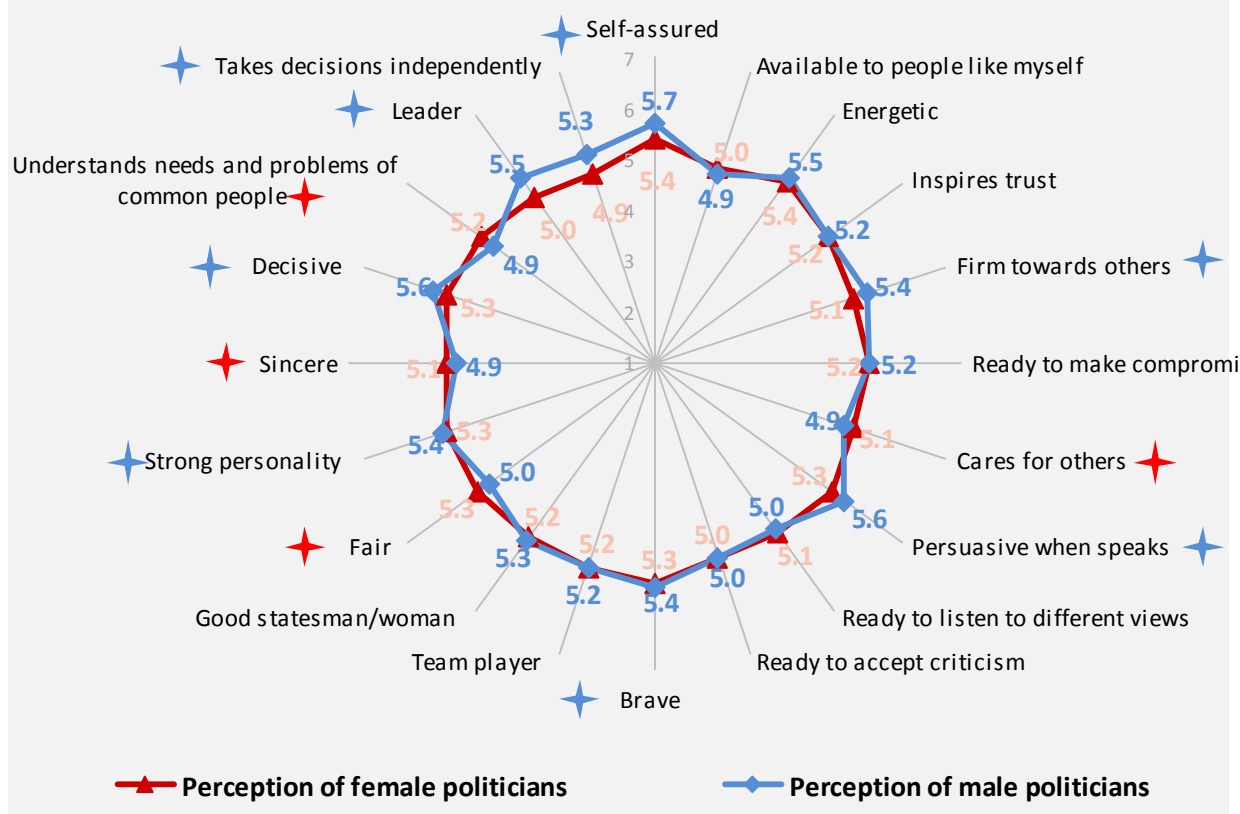 Self-assured
Takes decisions independently
Available to people like myself
Leader
Energetic
Understands needs and problems of
common people
Inspires trust
Decisive
Firm towards others
Sincere
Ready to make compromi
Strong personality
Cares for others
Fair
Persuasive when speaks
Good statesman/woman
Ready to listen to different views
Team player
Ready to accept criticism
Brave
7
6
5
4
3
2
1
5.7
4.9
5.5
5.2
5.4
5.2
4.9
5.6
5.0
5.0
5.4
5.2
5.3
5.0
5.4
4.9
5.6
4.9
5.5
5.3
5.4
5.0
5.4
5.2
5.1
5.2
5.1
5.3
5.1
5.0
5.3
5.2
5.2
5.3
5.3
5.1
5.3
5.2
5.0
4.9
Perception of female politicians
Perception of male politicians